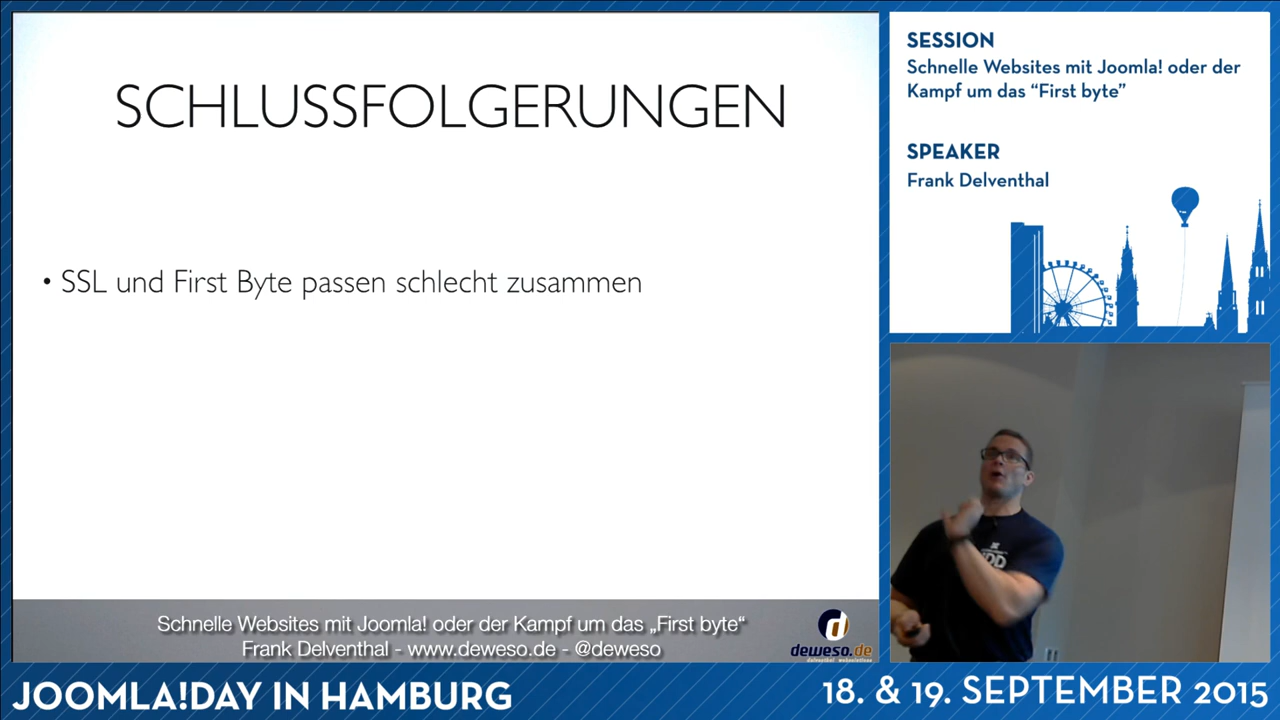 SCHLUSSFOLGERUNGEN
• SSL und First Byte passen schlecht zusammen
Schnelle Websites mit Joomla! oder der Kampf um das „First byte“
Frank Delventhal - www.deweso.de - @deweso
deweso.de
delventhal websolutions
SESSION
Schnelle Websites mit Joomla! oder der
Kampf um das “First byte”
SPEAKER
Frank Delventhal
JOOMLA!DAY IN HAMBURG
18. & 19. SEPTEMBER 2015